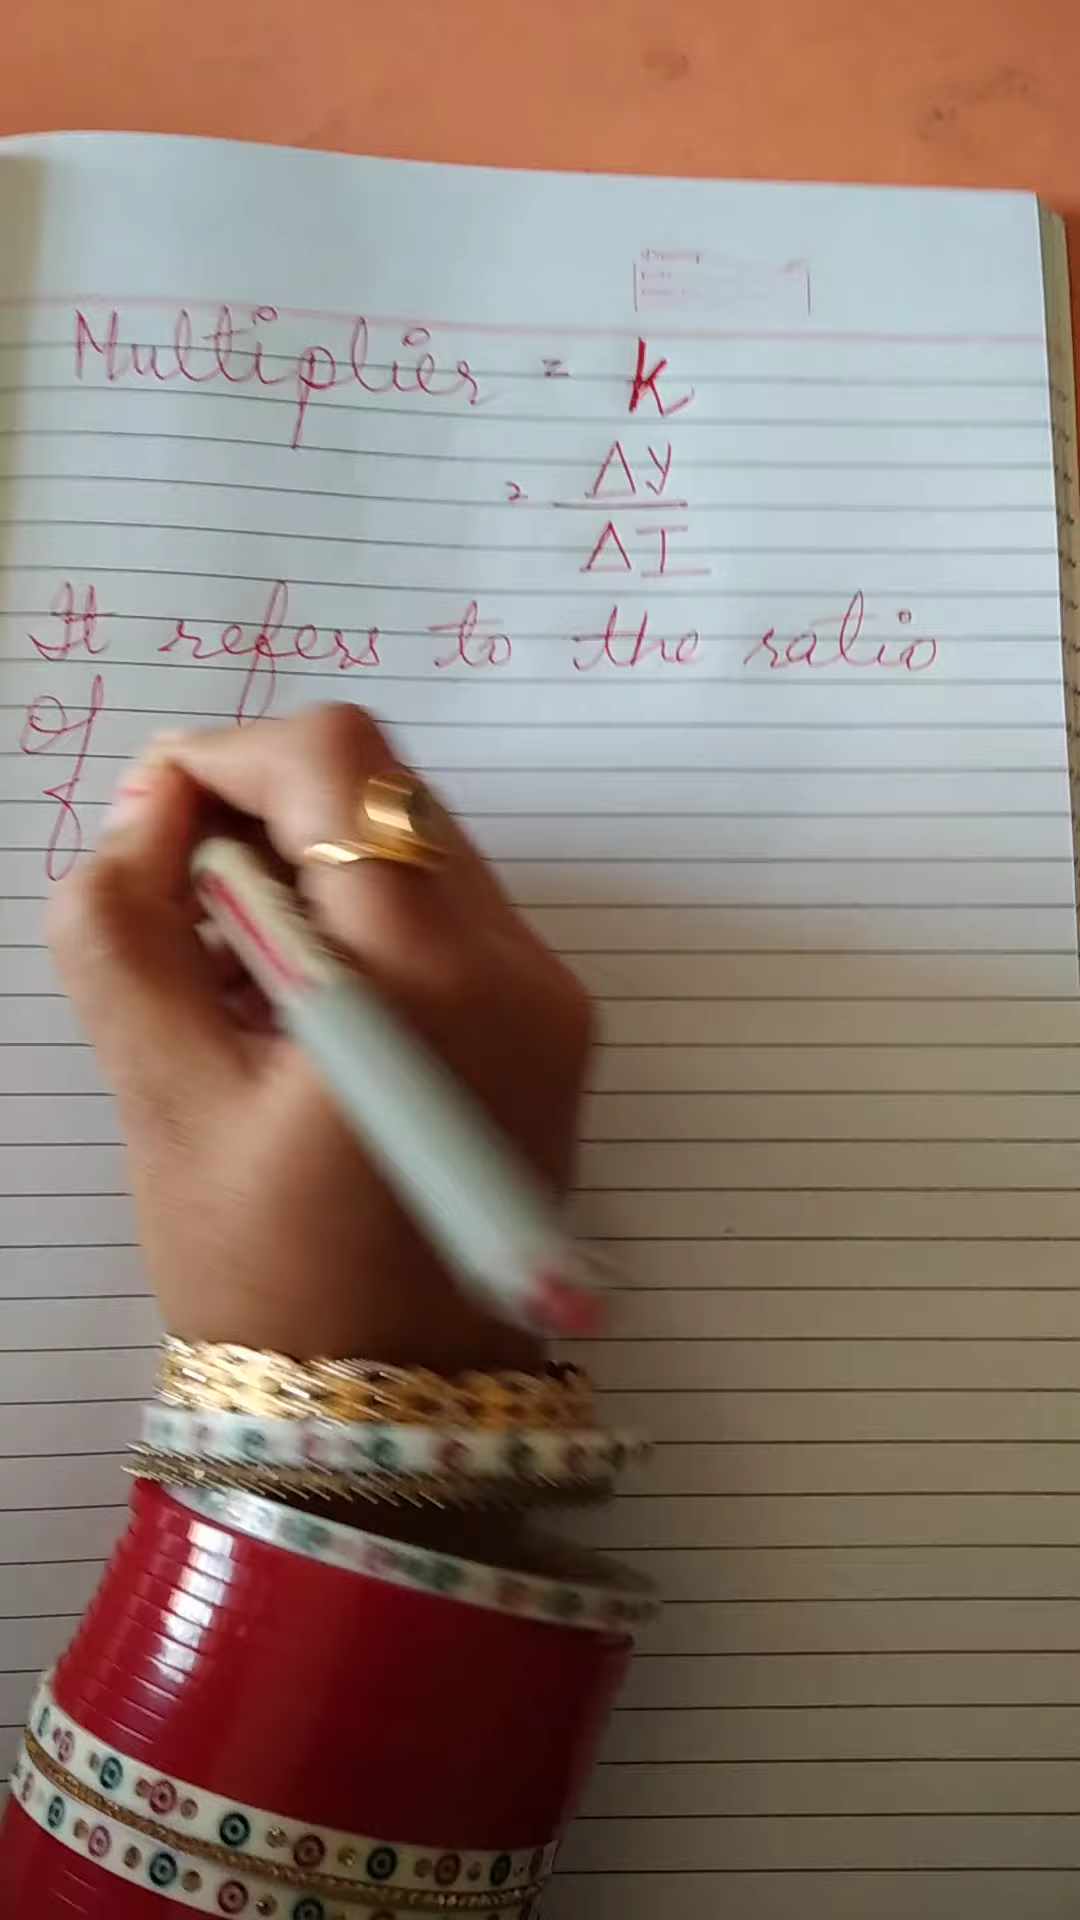 Multiplier = K
= ΔY
ΔI
It refers to the ratio
of